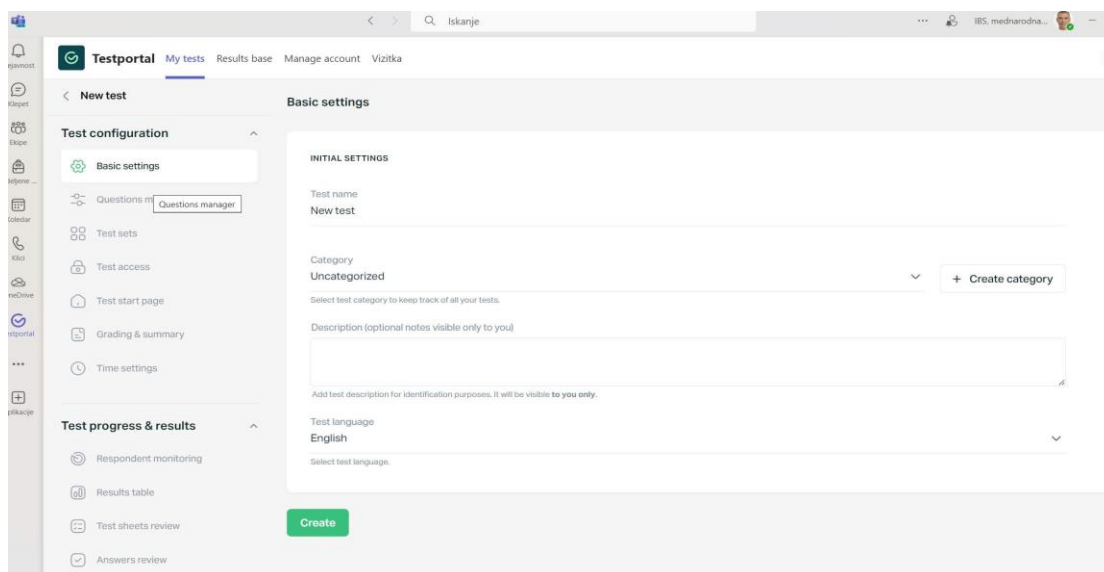 Iskanje
IBS, mednarodna...
ejavnost
Klepet
Ekipe
Koledar
Klici
neDrive
estportal
plikacije
Testportal My tests Results base Manage account Vizitka
New test
Test configuration
Basic settings
Questions m
Questions manager
Test sets
Test access
Test start page
Grading & summary
Time settings
Test progress & results
Respondent monitoring
Results table
Test sheets review
Answers review
Basic settings
INITIAL SETTINGS
Test name
New test
Category
Uncategorized
+ Create category
Select test category to keep track of all your tests.
Description (optional notes visible only to you)
Add test description for identification purposes. It will be visible to you only.
Test language
English
Select test language.
Create